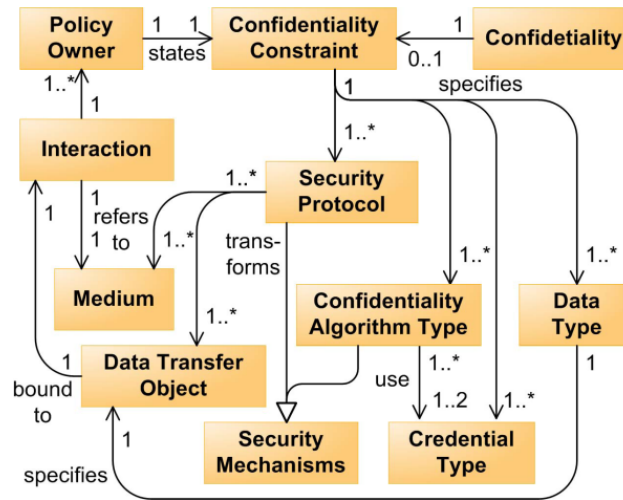 Policy
Owner
1
1
states
Confidentiality
Constraint
1
0..1
Confidetiality
1..*
1
specifies
1
Interaction
1..*
1..*
Security
Protocol
1
1
refers
to
1
1..*
trans-
forms
1..*
1..*
Medium
1..*
Confidentiality
Algorithm Type
Data
Type
1
bound
to
Data Transfer
Object
1..*
1
use
1
1..2
1..*
specifies
Security
Mechanisms
Credential
Type